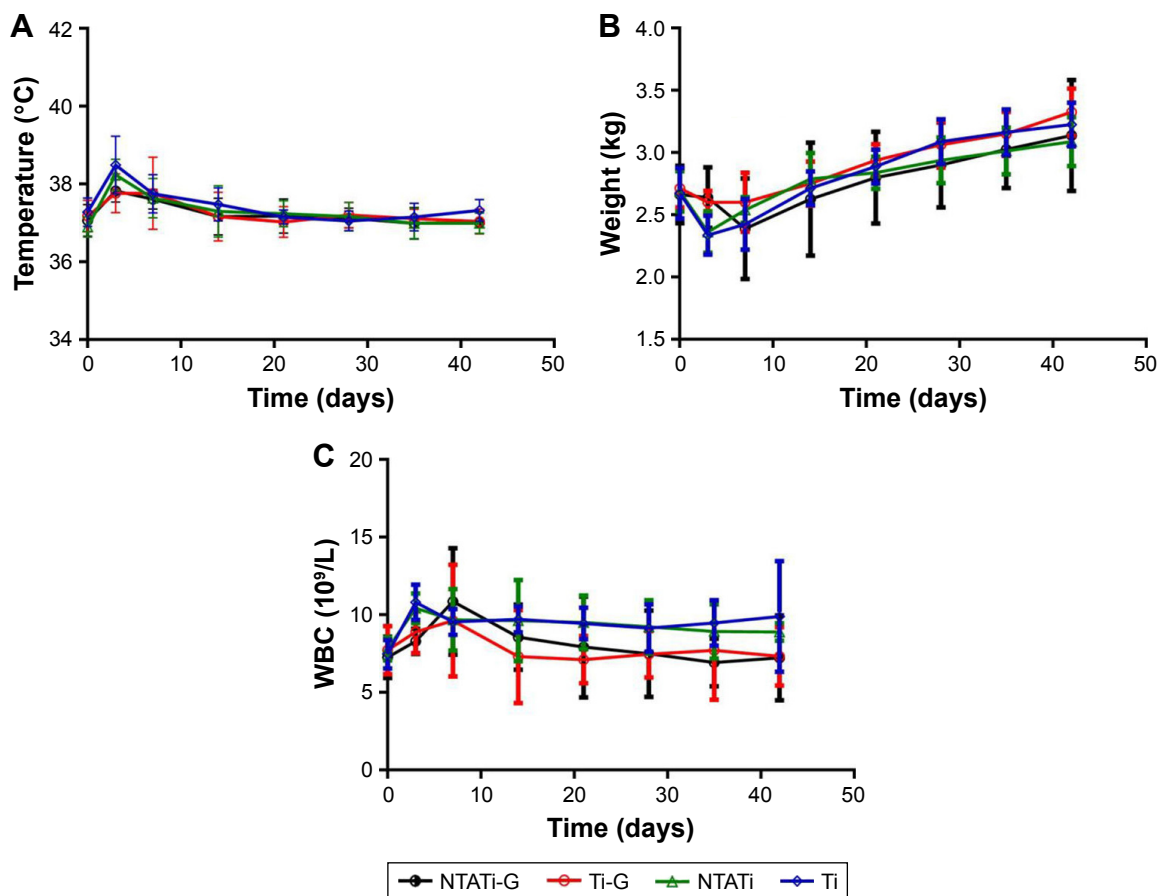 A
42
40
38
36
34
Temperature (°C)
0 10 20 30 40 50
Time (days)
B
4.0
3.5
3.0
2.5
2.0
1.5
Weight (kg)
0 10 20 30 40 50
Time (days)
C
20
15
10
5
0
WBC (10⁹/L)
0 10 20 30 40 50
Time (days)
NTATi-G Ti-G NTATi Ti